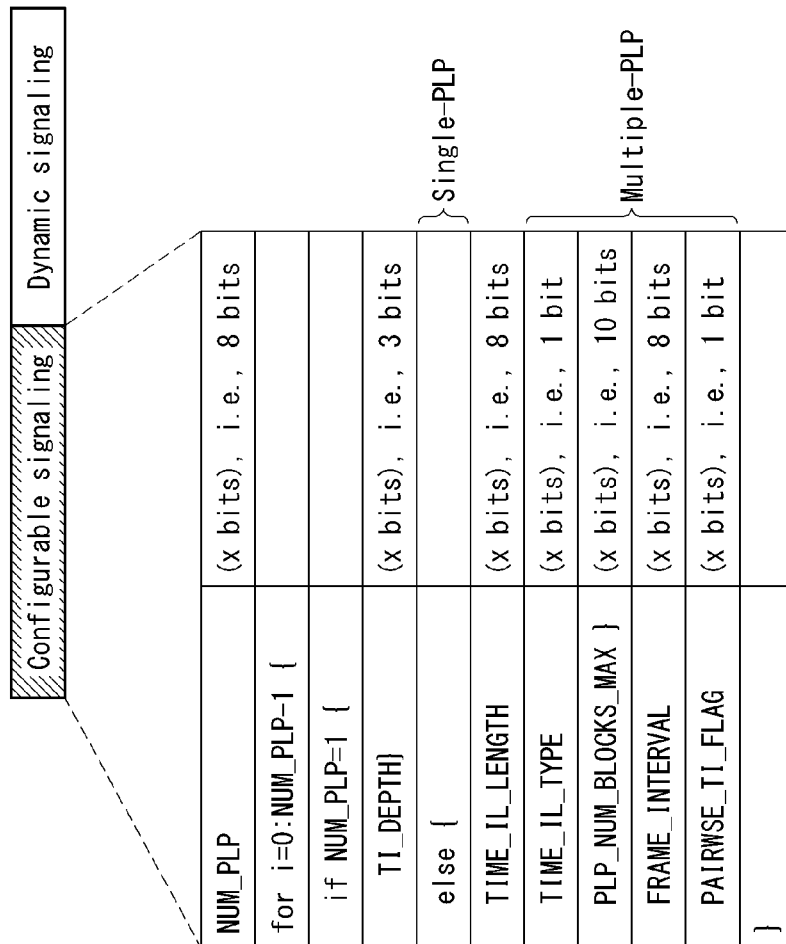 Configurable signaling Dynamic signaling
NUM_PLP (x bits), i.e., 8 bits
for i=0:NUM_PLP-1 {
if NUM_PLP=1 {
TI_DEPTH} (x bits), i.e., 3 bits
else { Single-PLP
TIME_IL_LENGTH (x bits), i.e., 8 bits
TIME_IL_TYPE (x bits), i.e., 1 bit
PLP_NUM_BLOCKS_MAX } (x bits), i.e., 10 bits
FRAME_INTERVAL (x bits), i.e., 8 bits
PAIRWSE_TI_FLAG (x bits), i.e., 1 bit
Multiple-PLP
}